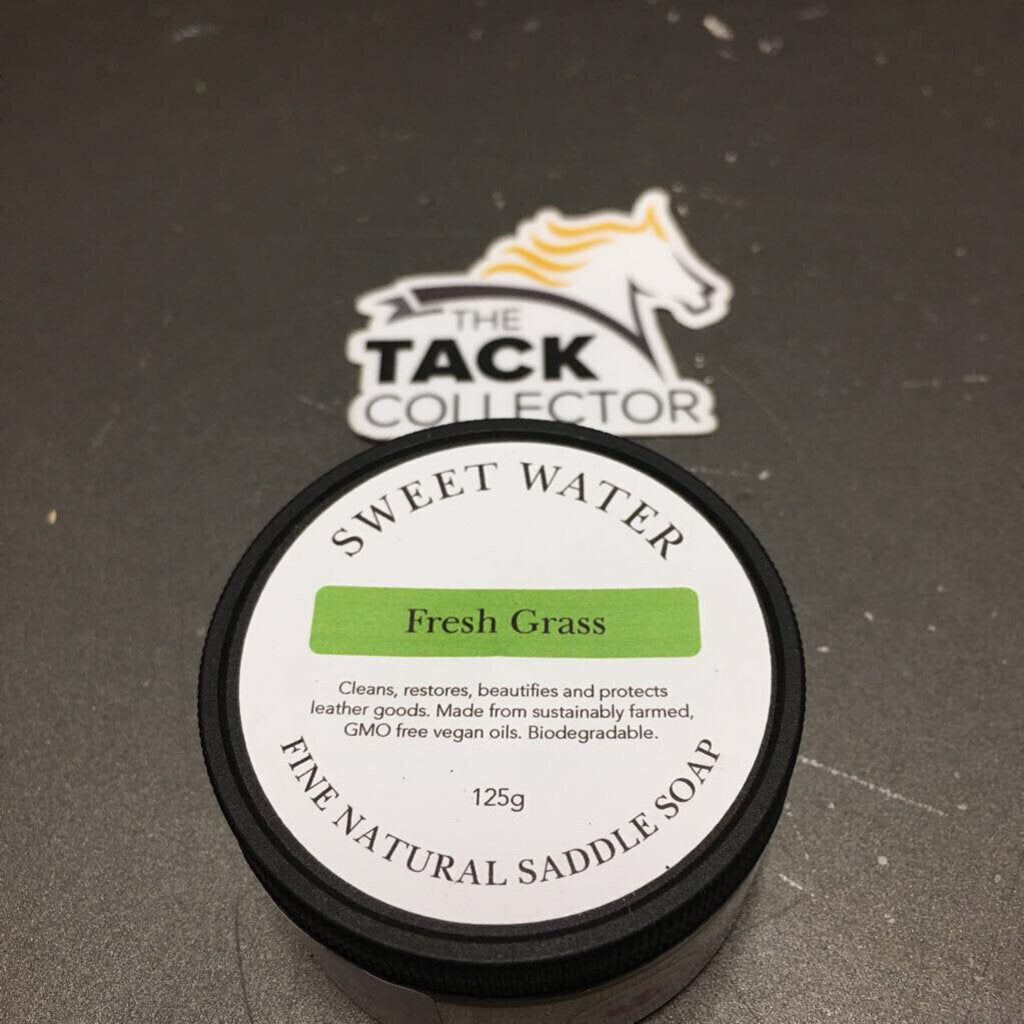 THE
TACK
COLLECTOR
SWEET WATER
Fresh Grass
Cleans, restores, beautifies and protects
leather goods. Made from sustainably farmed,
GMO free vegan oils. Biodegradable.
125g
FINE NATURAL SADDLE SOAP